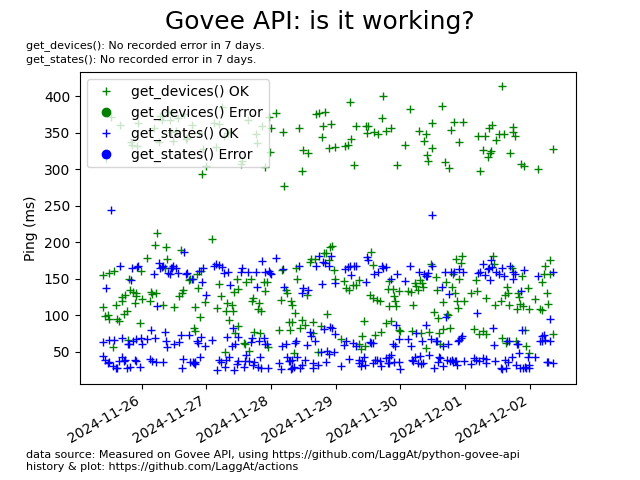 Govee API: is it working?
get_devices(): No recorded error in 7 days.
get_states(): No recorded error in 7 days.
get_devices() OK
get_devices() Error
get_states() OK
get_states() Error
Ping (ms)
400
350
300
250
200
150
100
50
2024-11-26
2024-11-27
2024-11-28
2024-11-29
2024-11-30
2024-12-01
2024-12-02
data source: Measured on Govee API, using https://github.com/LaggAt/python-govee-api
history & plot: https://github.com/LaggAt/actions